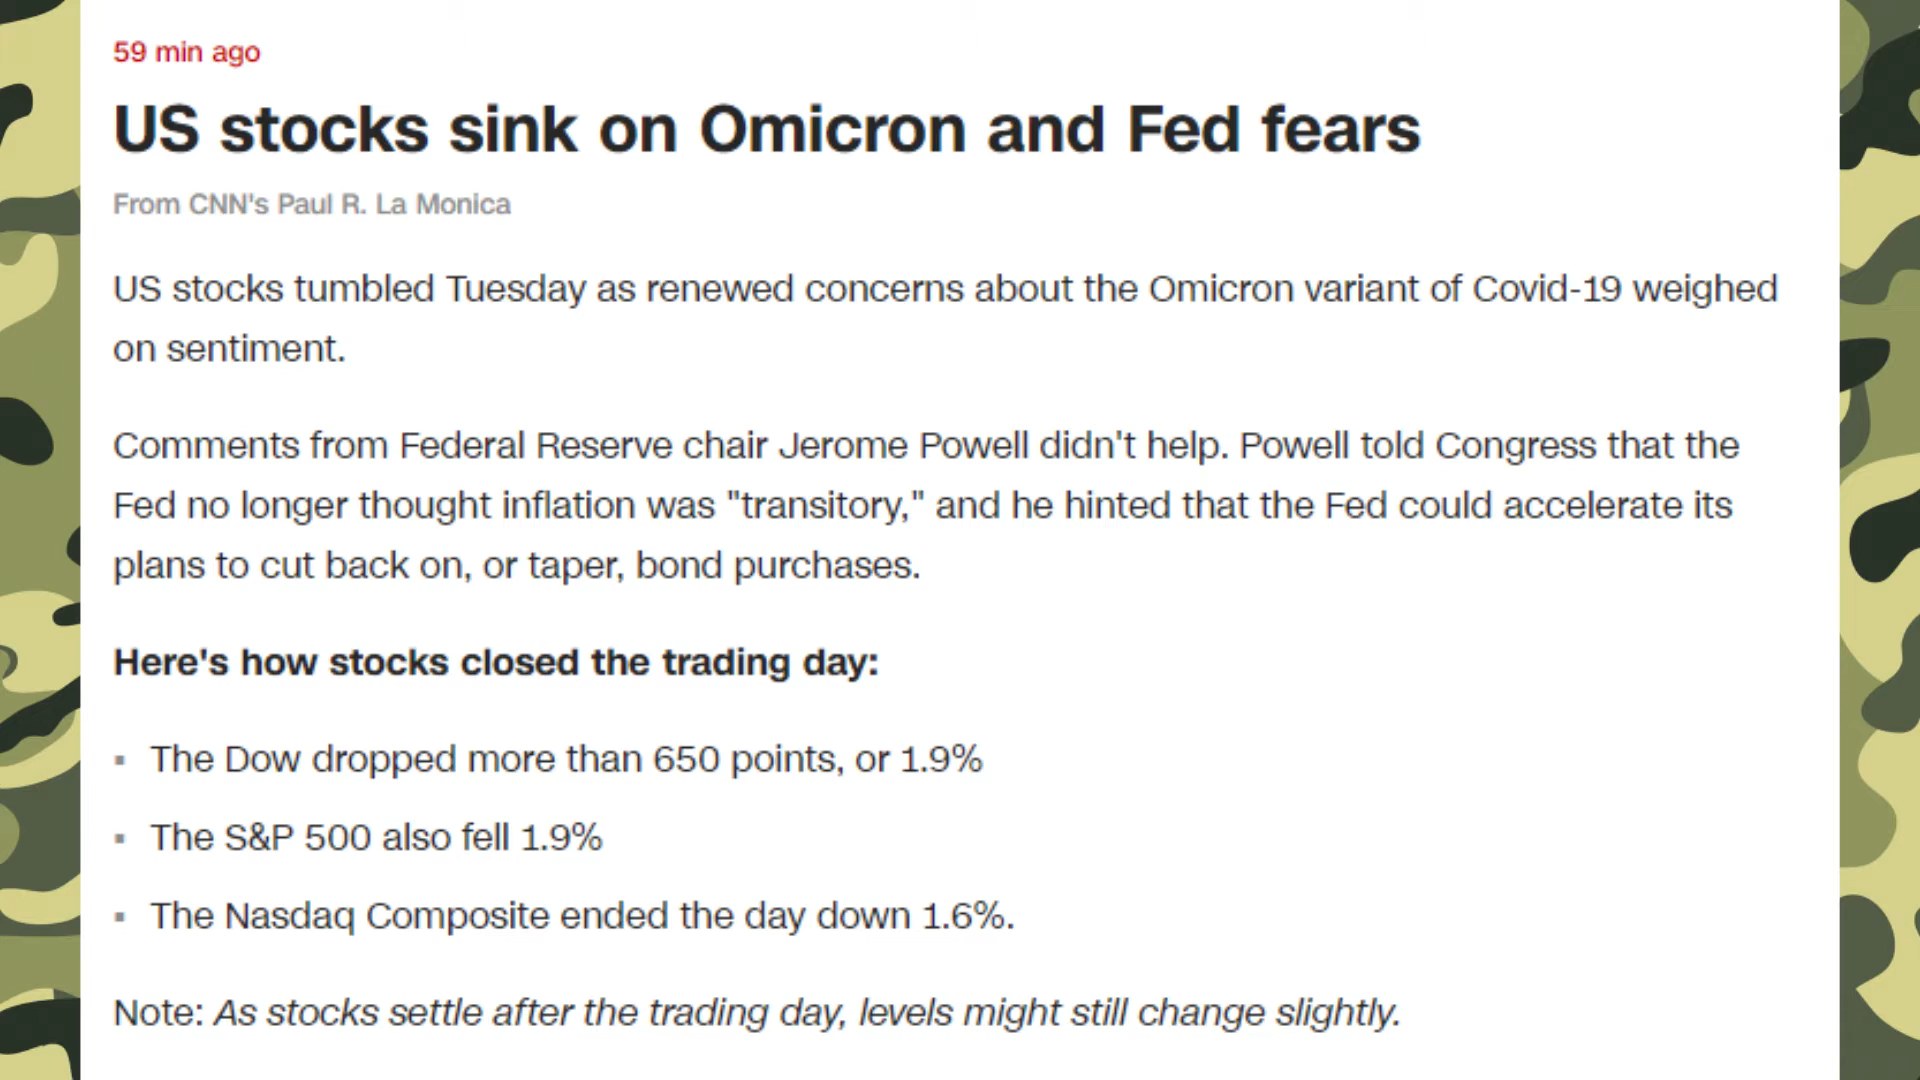 59 min ago
US stocks sink on Omicron and Fed fears
From CNN's Paul R. La Monica
US stocks tumbled Tuesday as renewed concerns about the Omicron variant of Covid-19 weighed
on sentiment.
Comments from Federal Reserve chair Jerome Powell didn't help. Powell told Congress that the
Fed no longer thought inflation was "transitory," and he hinted that the Fed could accelerate its
plans to cut back on, or taper, bond purchases.
Here's how stocks closed the trading day:
▪ The Dow dropped more than 650 points, or 1.9%
▪ The S&P 500 also fell 1.9%
▪ The Nasdaq Composite ended the day down 1.6%.
Note: As stocks settle after the trading day, levels might still change slightly.